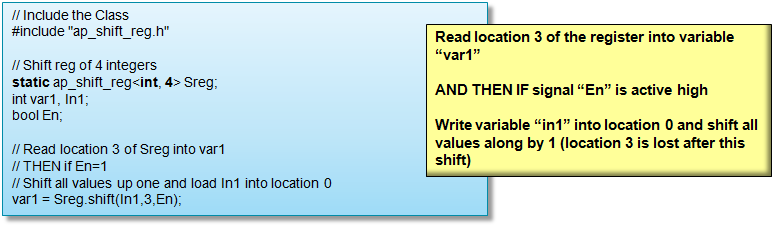 // Include the Class
#include "ap_shift_reg.h"
// Shift reg of 4 integers
static ap_shift_reg<int, 4> Sreg;
int var1, In1;
bool En;
// Read location 3 of Sreg into var1
// THEN if En=1
// Shift all values up one and load In1 into location 0
var1 = Sreg.shift(In1,3,En);
Read location 3 of the register into variable
“var1”
AND THEN IF signal “En” is active high
Write variable “in1” into location 0 and shift all
values along by 1 (location 3 is lost after this
shift)